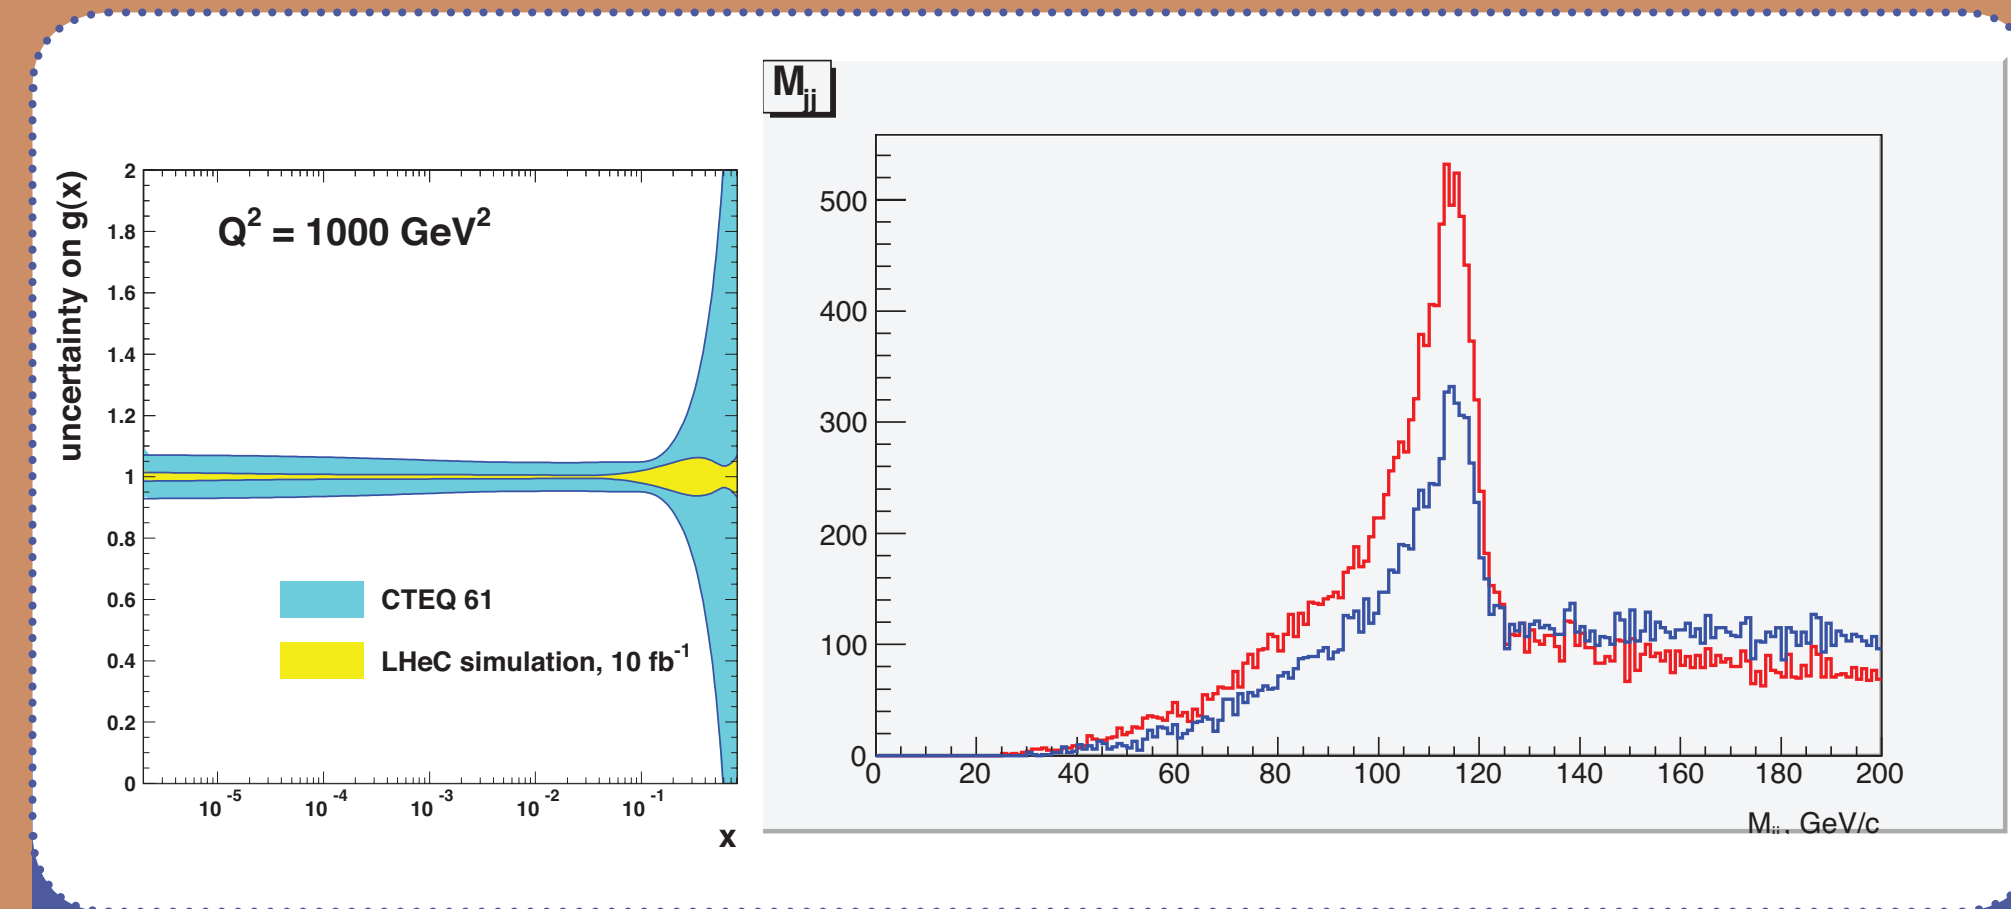 uncertainty on g(x)
Q² = 1000 GeV²
2
1.8
1.6
1.4
1.2
1
0.8
0.6
0.4
0.2
0
CTEQ 61
LHeC simulation, 10 fb⁻¹
10⁻⁵ 10⁻⁴ 10⁻³ 10⁻² 10⁻¹
x
M_jj
500
400
300
200
100
0
0 20 40 60 80 100 120 140 160 180 200
M_jj, GeV/c